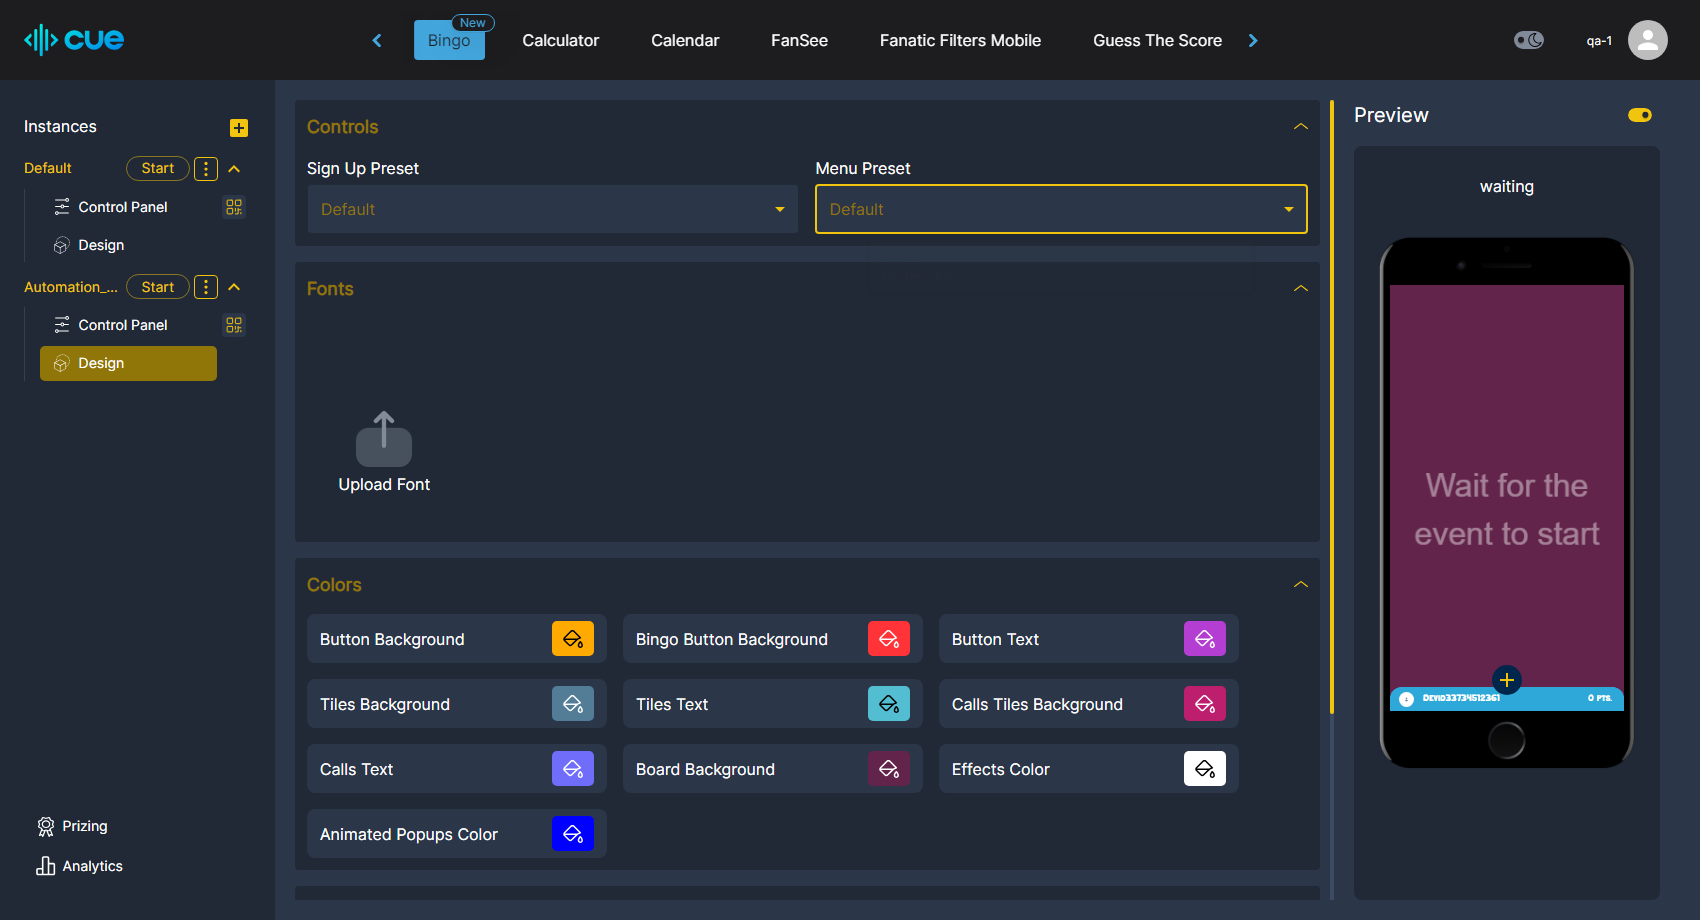 cue
Bingo
New
Calculator
Calendar
FanSee
Fanatic Filters Mobile
Guess The Score
qa-1
Instances
Default
Start
Control Panel
Design
Automation_...
Start
Control Panel
Design
Prizing
Analytics
Controls
Sign Up Preset
Default
Menu Preset
Default
Fonts
Upload Font
Colors
Button Background
Bingo Button Background
Button Text
Tiles Background
Tiles Text
Calls Tiles Background
Calls Text
Board Background
Effects Color
Animated Popups Color
Preview
waiting
Wait for the
event to start
1
DEVID33734512361
0 PTS.